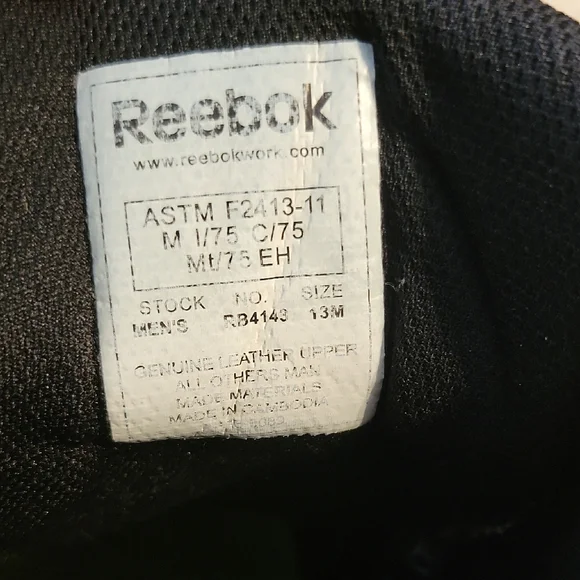 Reebok
www.reebokwork.com
ASTM F2413-11
M I/75 C/75
Mt/75 EH
STOCK NO. SIZE
MEN'S RB4143 13M
GENUINE LEATHER UPPER
ALL OTHERS MAN
MADE MATERIALS
MADE IN CAMBODIA